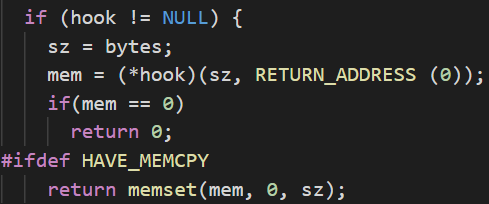 if (hook != NULL) {
sz = bytes;
mem = (*hook)(sz, RETURN_ADDRESS (0));
if(mem == 0)
return 0;
#ifdef HAVE_MEMCPY
return memset(mem, 0, sz);